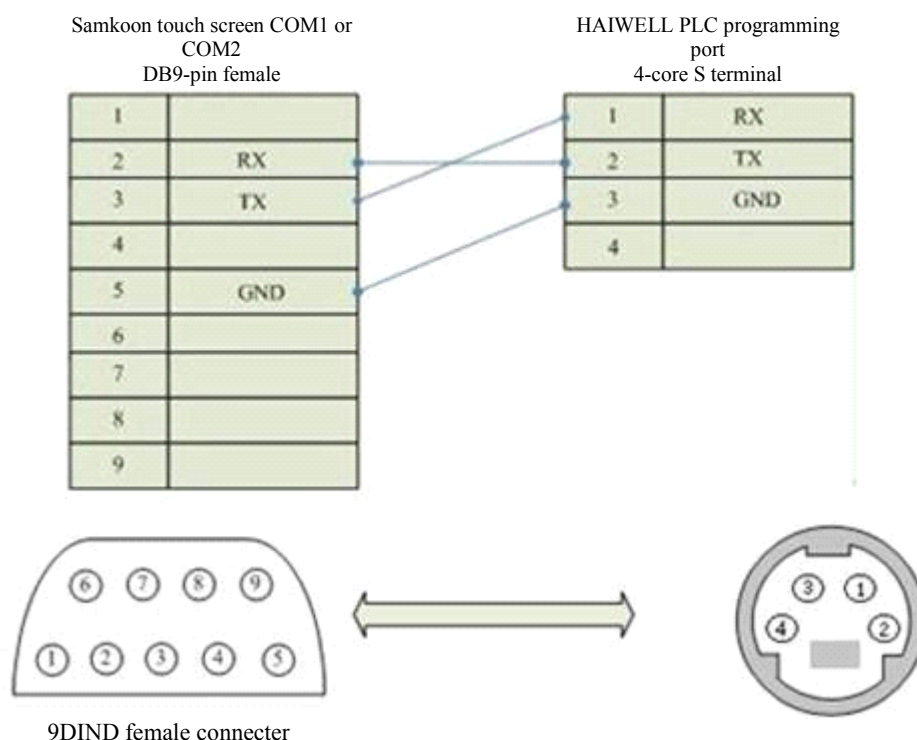 Samkoon touch screen COM1 or
COM2
DB9-pin female
HAIWELL PLC programming
port
4-core S terminal
1
2 RX
3 TX
4
5 GND
6
7
8
9
1 RX
2 TX
3 GND
4
6 7 8 9
1 2 3 4 5
3 1
4 2
9DIND female connecter